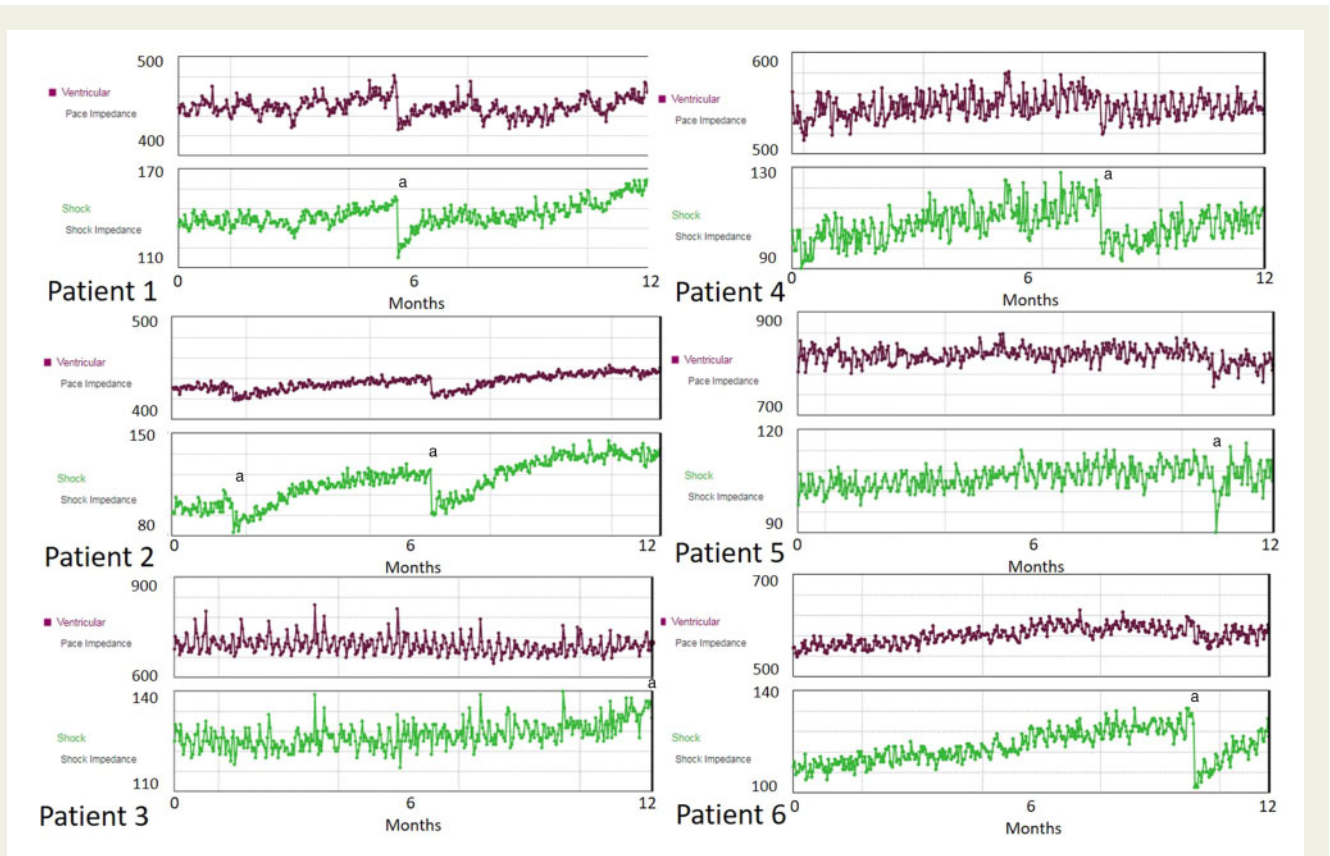 500
Ventricular
Pace Impedance
400
170
a
Shock
Shock Impedance
110
0
6
12
Patient 1
Months
500
Ventricular
Pace Impedance
400
150
a
a
Shock
Shock Impedance
80
0
6
12
Patient 2
Months
900
Ventricular
Pace Impedance
600
a
140
Shock
Shock Impedance
110
0
6
12
Patient 3
Months
600
Ventricular
Pace Impedance
500
130
a
Shock
Shock Impedance
90
0
6
12
Patient 4
Months
900
Ventricular
Pace Impedance
700
120
a
Shock
Shock Impedance
90
0
6
12
Patient 5
Months
700
Ventricular
Pace Impedance
500
140
a
Shock
Shock Impedance
100
0
6
12
Patient 6
Months